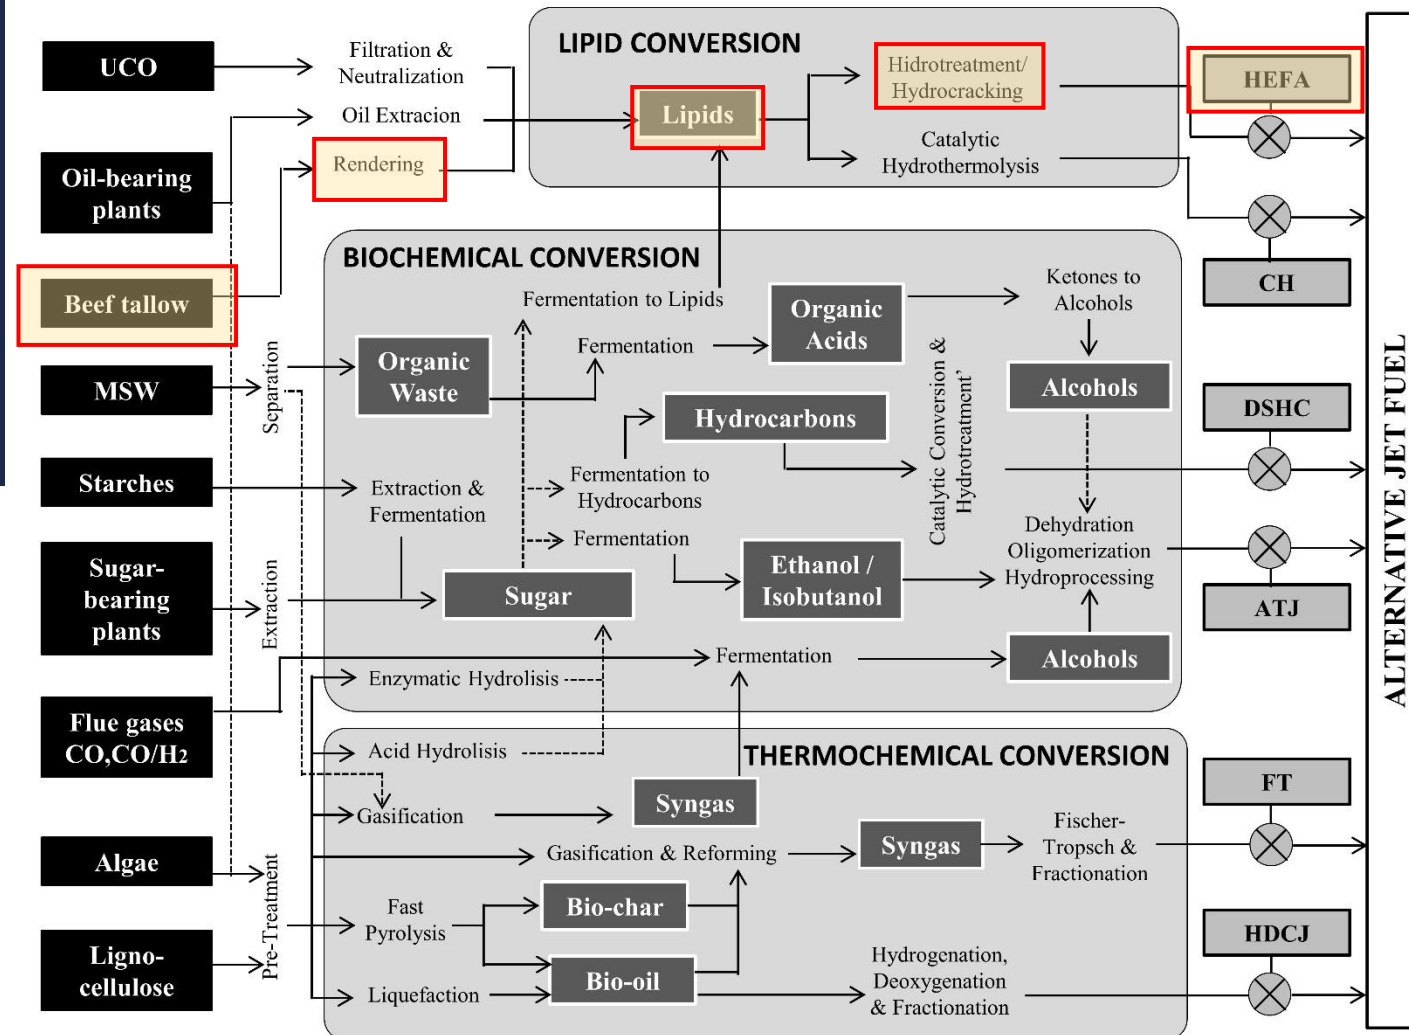 LIPID CONVERSION
UCO
Filtration &
Neutralization
Hidrotreatment/
Hydrocracking
HEFA
Oil Extracion
Lipids
Rendering
Catalytic
Hydrothermolysis
Oil-bearing
plants
BIOCHEMICAL CONVERSION
Beef tallow
Fermentation to Lipids
Organic
Acids
Ketones to
Alcohols
CH
MSW
Separation
Organic
Waste
Fermentation
Alcohols
Hydrocarbons
DSHC
Catalytic Conversion &
Hydrotreatment’
Starches
Extraction &
Fermentation
Fermentation to
Hydrocarbons
Fermentation
Dehydration
Oligomerization
Hydroprocessing
Sugar-
bearing
plants
Extraction
Sugar
Ethanol /
Isobutanol
ATJ
Fermentation
Alcohols
Enzymatic Hydrolisis
Flue gases
CO,CO/H2
Acid Hydrolisis
THERMOCHEMICAL CONVERSION
Gasification
Syngas
FT
Gasification & Reforming
Syngas
Fischer-
Tropsch &
Fractionation
Algae
Pre-Treatment
Fast
Pyrolysis
Bio-char
HDCJ
Ligno-
cellulose
Liquefaction
Bio-oil
Hydrogenation,
Deoxygenation
& Fractionation
ALTERNATIVE JET FUEL